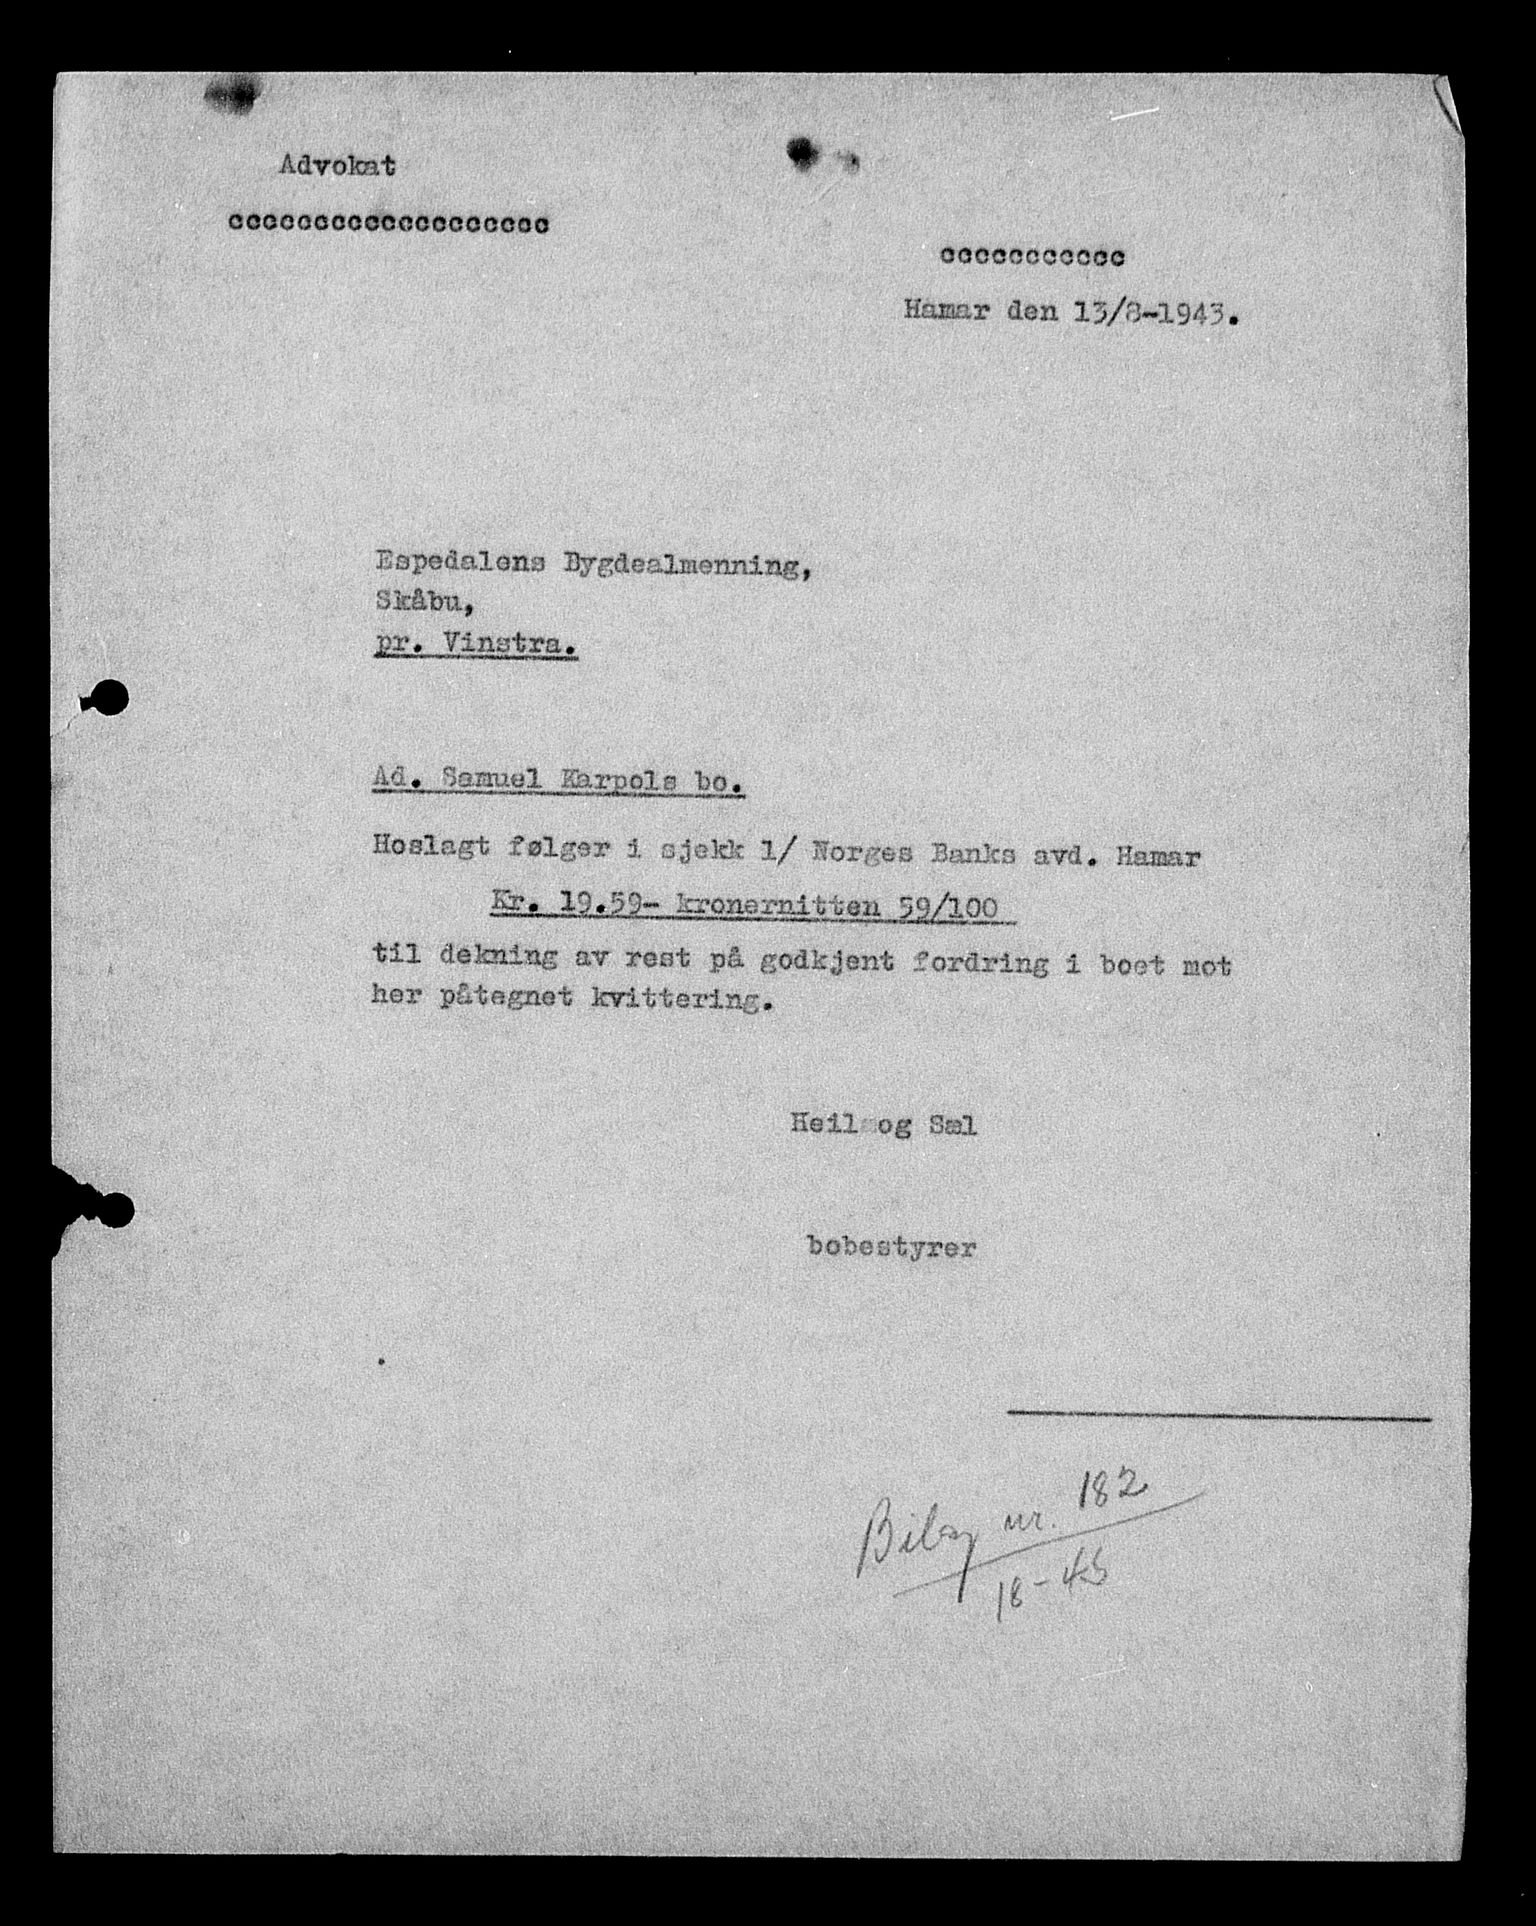 Advokat
ccccccccccccccccccc
ccccccccccc
Hamar den 13/8-1943.
Espedalens Bygdealmenning,
Skåbu,
pr. Vinstra.
Ad. Samuel Karpols bo.
Hoslagt følger i sjekk 1/ Norges Banks avd. Hamar
Kr. 19.59- kronernitten 59/100
til dekning av rest på godkjent fordring i boet mot
her påtegnet kvittering.
Heil og Sæl
bobestyrer
Bilag nr. 182
18-43